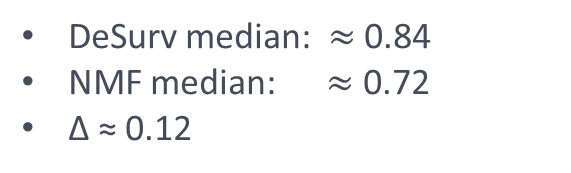 • DeSurv median: ≈ 0.84
• NMF median: ≈ 0.72
• Δ ≈ 0.12